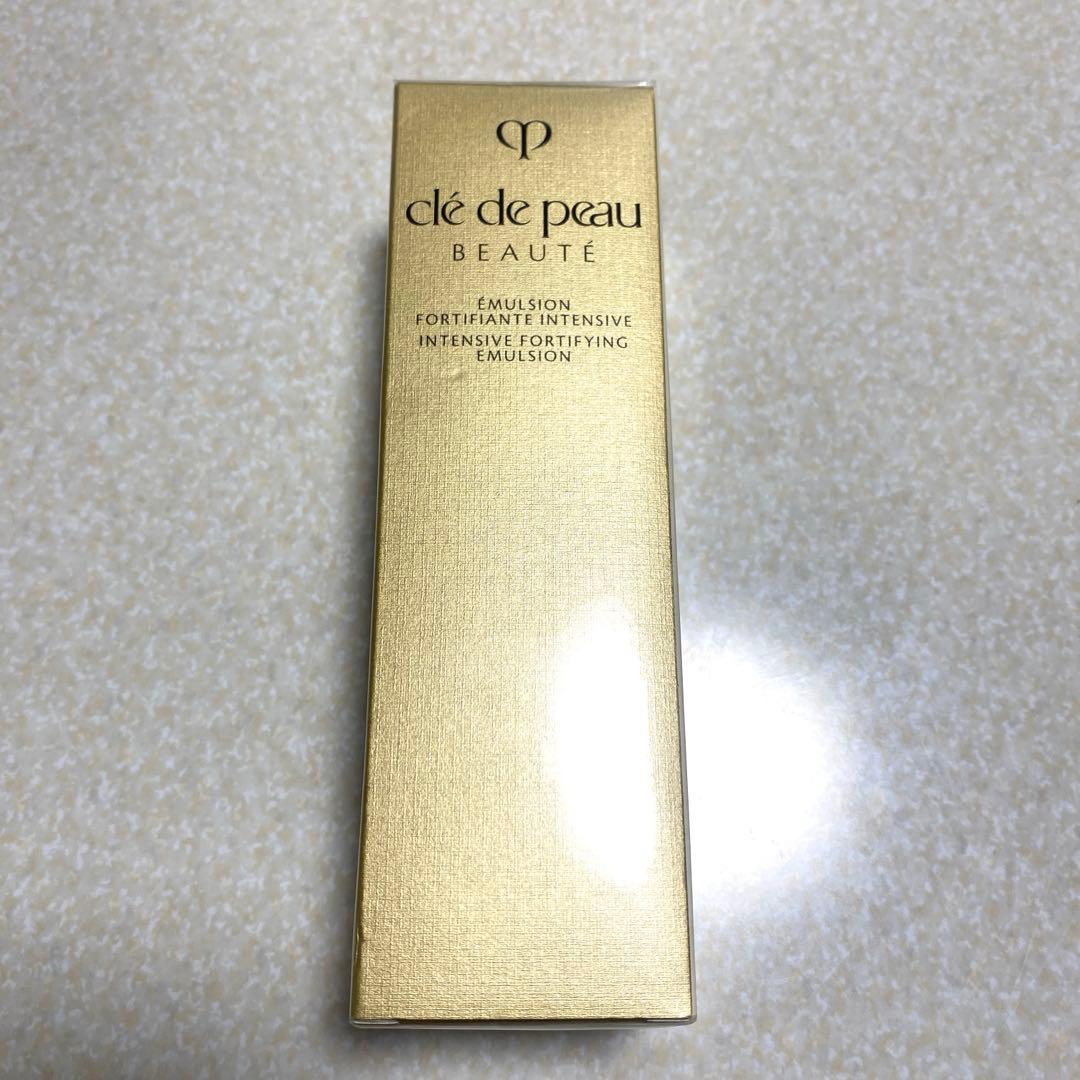 clé de peau
BEAUTÉ
ÉMULSION
FORTIFIANTE INTENSIVE
INTENSIVE FORTIFYING
EMULSION